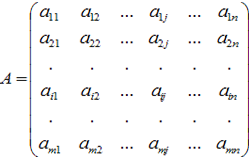 a₁₁ a₁₂ ... a₁ⱼ ... a₁ₙ
a₂₁ a₂₂ ... a₂ⱼ ... a₂ₙ
. . . . . .
A = aᵢ₁ aᵢ₂ ... aᵢⱼ ... aᵢₙ
. . . . . .
aₘ₁ aₘ₂ ... aₘⱼ ... aₘₙ